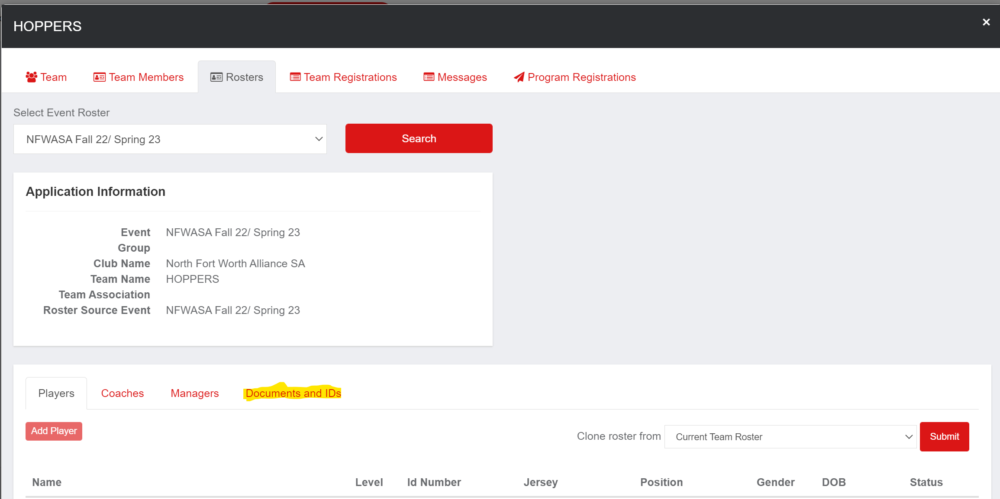 HOPPERS
×
Team
Team Members
Rosters
Team Registrations
Messages
Program Registrations
Select Event Roster
NFWASA Fall 22/ Spring 23
Search
Application Information
Event NFWASA Fall 22/ Spring 23
Group
Club Name North Fort Worth Alliance SA
Team Name HOPPERS
Team Association
Roster Source Event NFWASA Fall 22/ Spring 23
Players
Coaches
Managers
Documents and IDs
Add Player
Clone roster from
Current Team Roster
Submit
Name Level Id Number Jersey Position Gender DOB Status